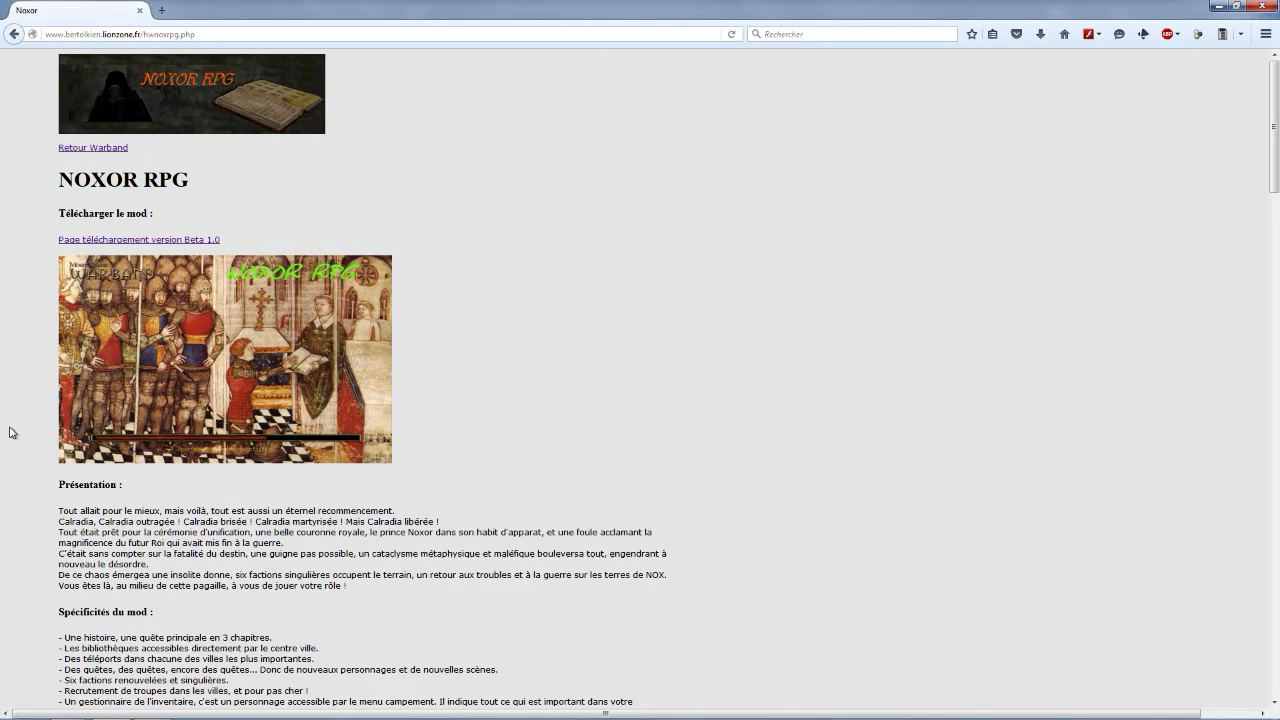 Noxor
www.bertolkien.lionzone.fr/hwnoxrpg.php
Rechercher
ABP
NOXOR RPG
Retour Warband
NOXOR RPG
Télécharger le mod :
Page téléchargement version Beta 1.0
WARBAND
NOXOR RPG
Présentation :
Tout allait pour le mieux, mais voilà, tout est aussi un éternel recommencement.
Calradia, Calradia outragée ! Calradia brisée ! Calradia martyrisée ! Mais Calradia libérée !
Tout était prêt pour la cérémonie d'unification, une belle couronne royale, le prince Noxor dans son habit d'apparat, et une foule acclamant la
magnificence du futur Roi qui avait mis fin à la guerre.
C'était sans compter sur la fatalité du destin, une guigne pas possible, un cataclysme métaphysique et maléfique bouleversa tout, engendrant à
nouveau le désordre.
De ce chaos émergea une insolite donne, six factions singulières occupent le terrain, un retour aux troubles et à la guerre sur les terres de NOX.
Vous êtes là, au milieu de cette pagaille, à vous de jouer votre rôle !
Spécificités du mod :
- Une histoire, une quête principale en 3 chapitres.
- Les bibliothèques accessibles directement par le centre ville.
- Des téléports dans chacune des villes les plus importantes.
- Des quêtes, des quêtes, encore des quêtes... Donc de nouveaux personnages et de nouvelles scènes.
- Six factions renouvelées et singulières.
- Recrutement de troupes dans les villes, et pour pas cher !
- Un gestionnaire de l'inventaire, c'est un personnage accessible par le menu campement. Il indique tout ce qui est important dans votre